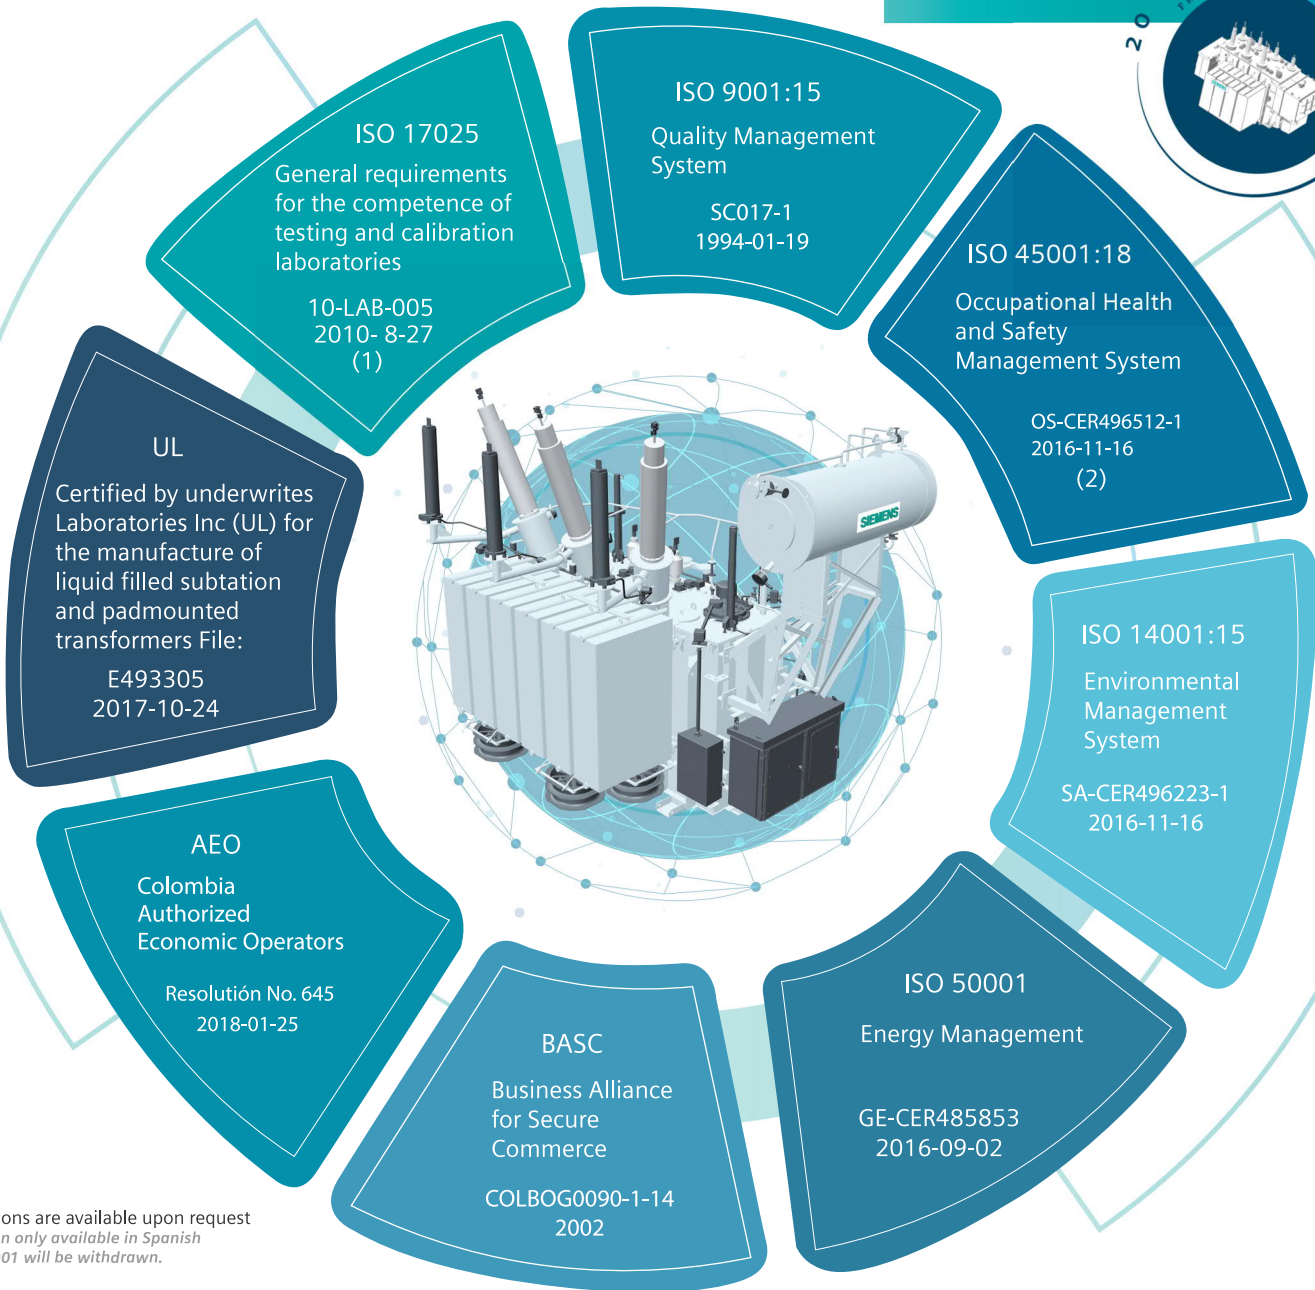 20
ISO 9001:15
Quality Management
System
SC017-1
1994-01-19
ISO 45001:18
Occupational Health
and Safety
Management System
OS-CER496512-1
2016-11-16
(2)
ISO 14001:15
Environmental
Management
System
SA-CER496223-1
2016-11-16
ISO 50001
Energy Management
GE-CER485853
2016-09-02
BASC
Business Alliance
for Secure
Commerce
COLBOG0090-1-14
2002
AEO
Colombia
Authorized
Economic Operators
Resolutión No. 645
2018-01-25
UL
Certified by underwrites
Laboratories Inc (UL) for
the manufacture of
liquid filled subtation
and padmounted
transformers File:
E493305
2017-10-24
ISO 17025
General requirements
for the competence of
testing and calibration
laboratories
10-LAB-005
2010- 8-27
(1)
SIEMENS
ons are available upon request
n only available in Spanish
01 will be withdrawn.